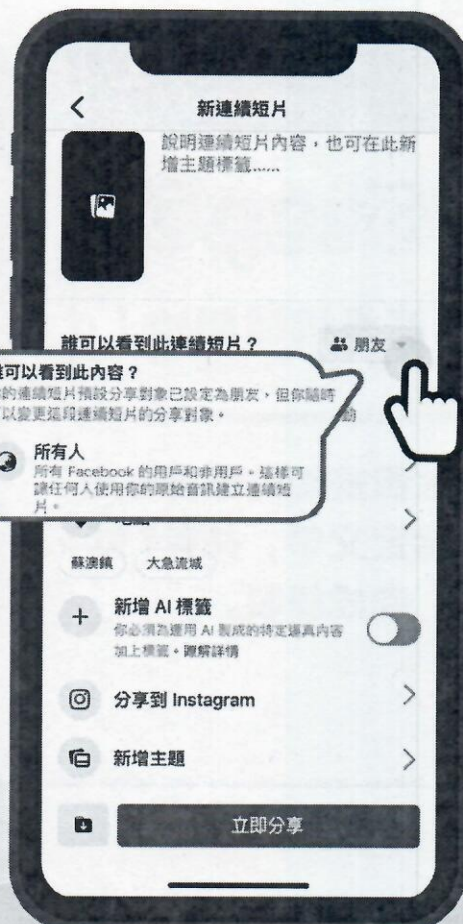 新連續短片
說明連續短片內容，也可在此新
增主題標籤......
誰可以看到此連續短片？
朋友
可以看到此內容？
的連續短片預設分享對象已設定為朋友，但你隨時
以變更這段連續短片的分享對象。
所有人
所有 Facebook 的用戶和非用戶。這樣可
讓任何人使用你的原始音訊建立連續短
片。
蘇澳鎮
大急流城
新增 AI 標籤
你必須為運用 AI 製成的特定逼真內容
加上標籤。瞭解詳情
分享到 Instagram
新增主題
立即分享